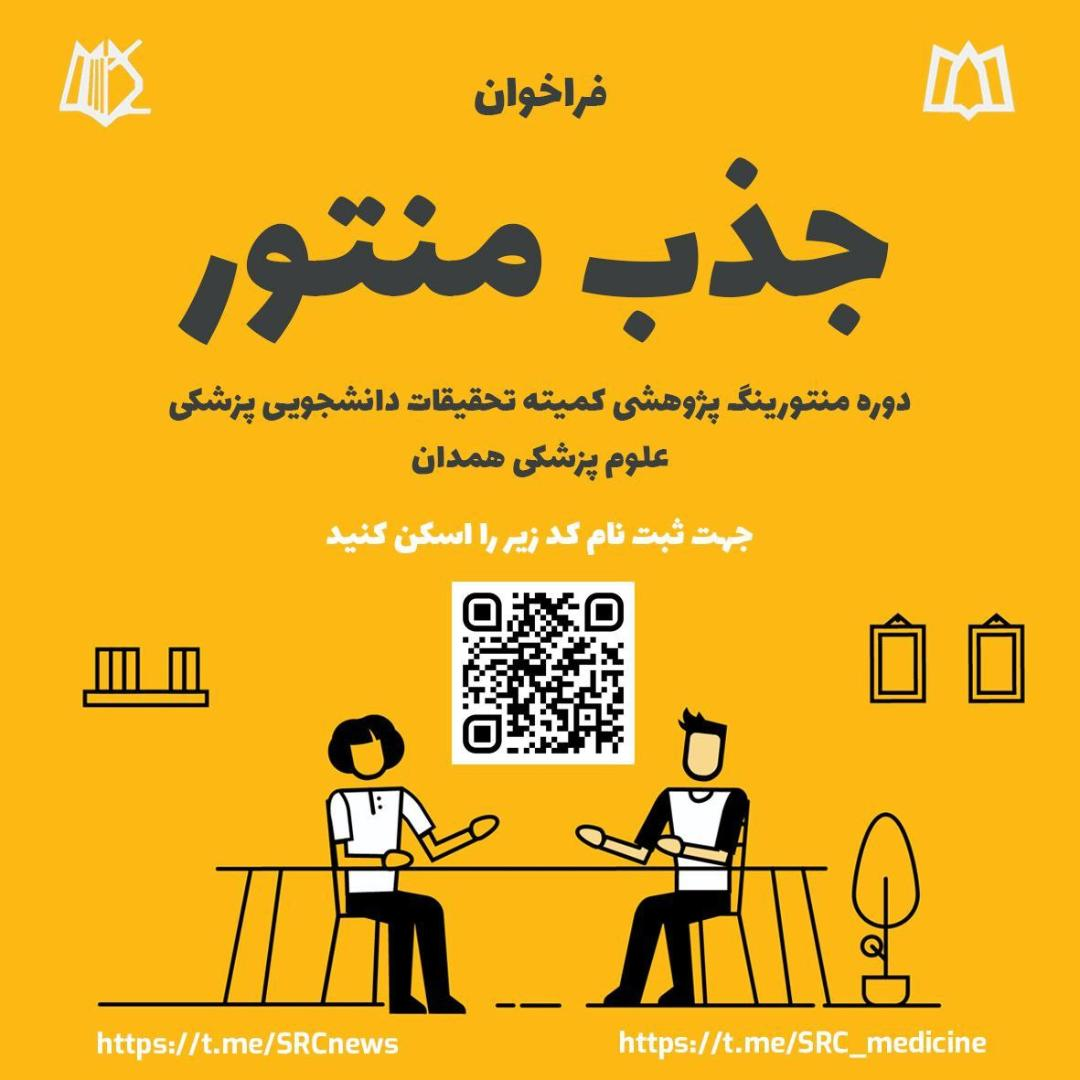 فراخوان
جذب منتور
دوره منتورینگ پژوهشی کمیته تحقیقات دانشجویی پزشکی
علوم پزشکی همدان
جهت ثبت نام کد زیر را اسکن کنید
https://t.me/SRCnews
https://t.me/SRC_medicine